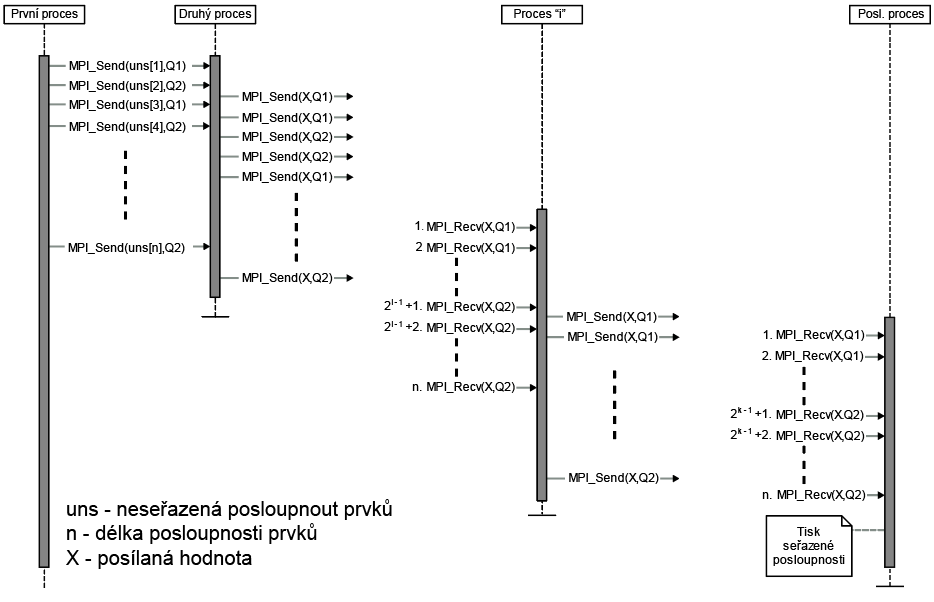 První proces
Druhý proces
Proces “i”
Posl. proces
MPI_Send(uns[1],Q1)
MPI_Send(uns[2],Q2)
MPI_Send(uns[3],Q1)
MPI_Send(uns[4],Q2)
MPI_Send(uns[n],Q2)
MPI_Send(X,Q1)
MPI_Send(X,Q1)
MPI_Send(X,Q2)
MPI_Send(X,Q2)
MPI_Send(X,Q1)
MPI_Send(X,Q2)
1. MPI_Recv(X,Q1)
2 MPI_Recv(X,Q1)
2^i-1 +1. MPI_Recv(X,Q2)
2^i-1 +2. MPI_Recv(X,Q2)
n. MPI_Recv(X,Q2)
MPI_Send(X,Q1)
MPI_Send(X,Q1)
MPI_Send(X,Q2)
1. MPI_Recv(X,Q1)
2. MPI_Recv(X,Q1)
2^k-1 +1. MPI_Recv(X.Q2)
2^k-1 +2. MPI_Recv(X,Q2)
n. MPI_Recv(X,Q2)
Tisk
seřazené
posloupnosti
uns - neseřazená posloupnout prvků
n - délka posloupnosti prvků
X - posílaná hodnota